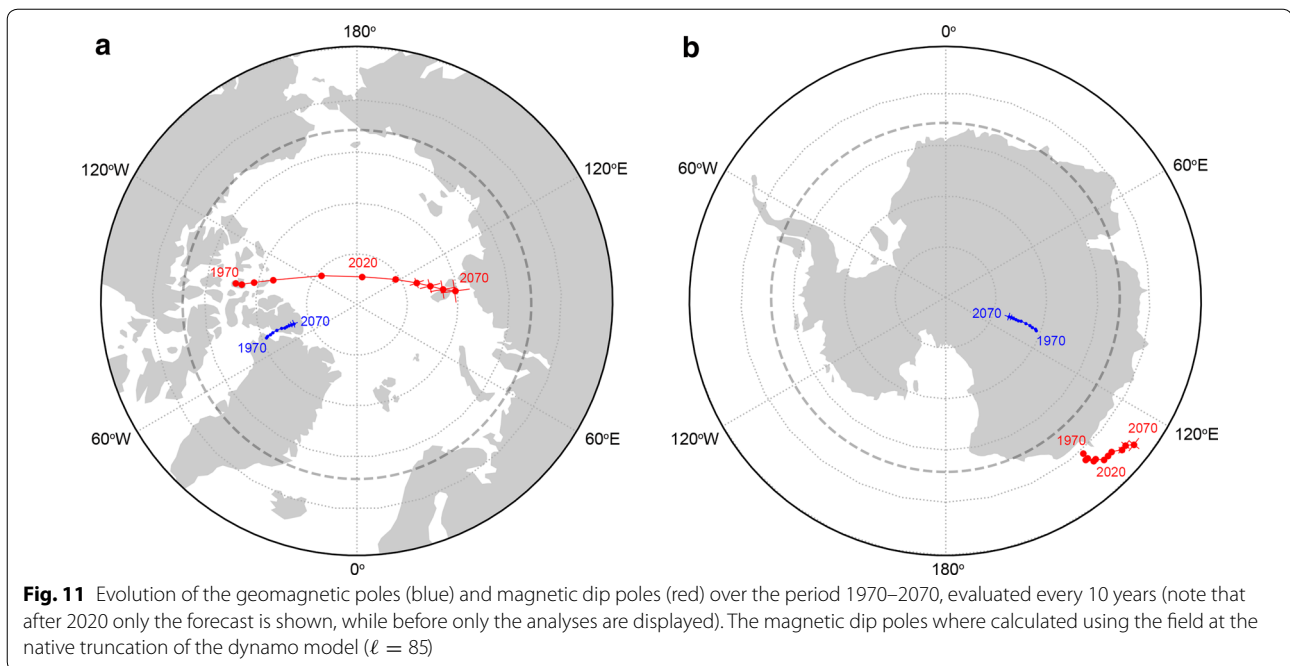 a
180°
120°W
120°E
1970
2020
2070
2070
1970
60°W
60°E
0°
b
0°
60°W
60°E
2070
1970
120°W
120°E
1970
2070
2020
180°
Fig. 11 Evolution of the geomagnetic poles (blue) and magnetic dip poles (red) over the period 1970–2070, evaluated every 10 years (note that
after 2020 only the forecast is shown, while before only the analyses are displayed). The magnetic dip poles where calculated using the field at the
native truncation of the dynamo model (ℓ = 85)